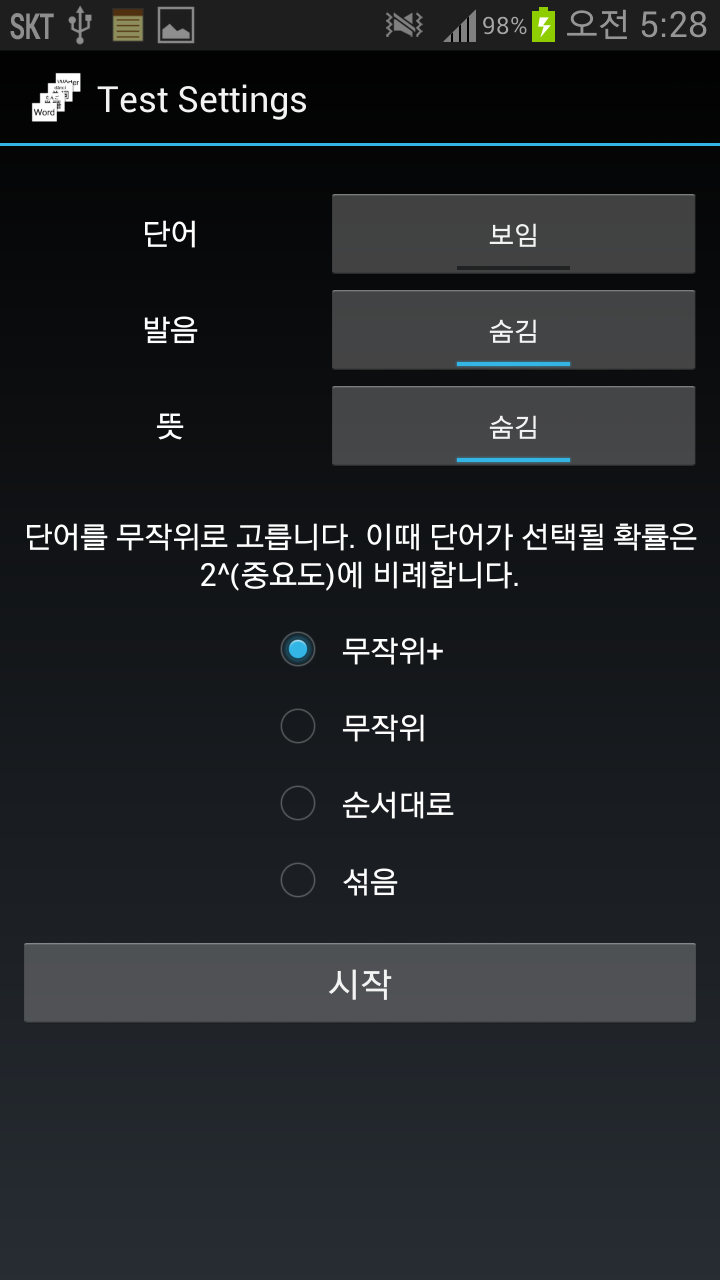 SKT 98% 오전 5:28
Word
Test Settings
단어 보임
발음 숨김
뜻 숨김
단어를 무작위로 고릅니다. 이때 단어가 선택될 확률은
2^(중요도)에 비례합니다.
무작위+
무작위
순서대로
섞음
시작